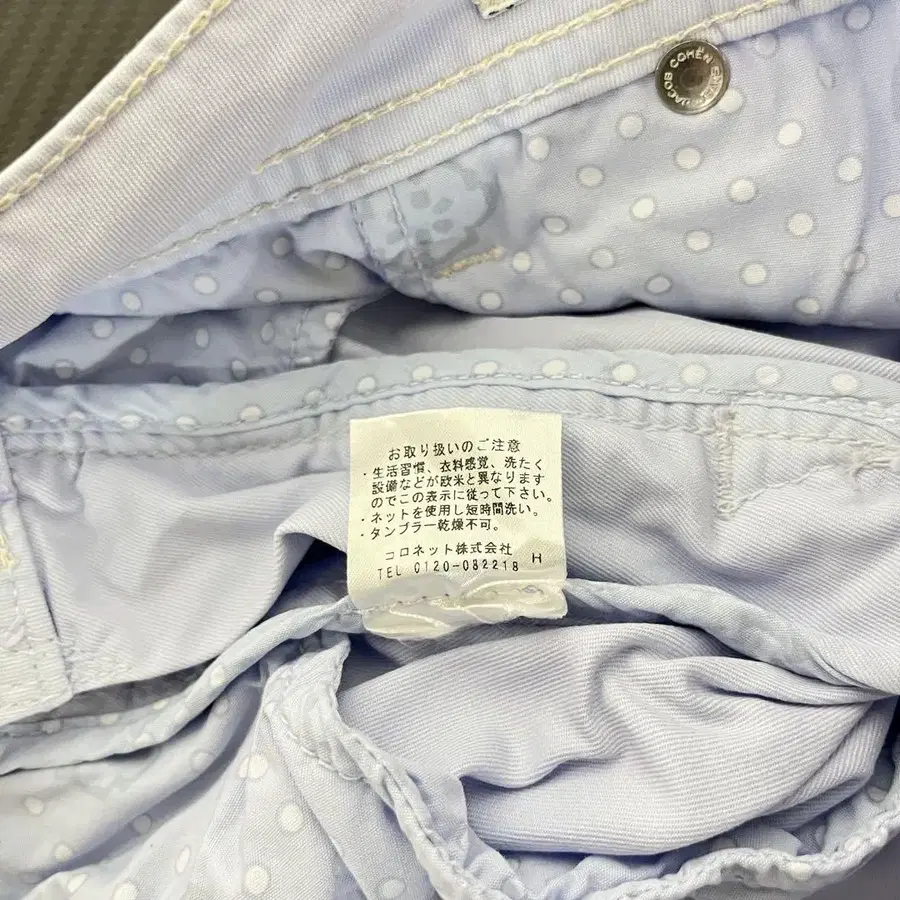 JACOB COHËN
お取り扱いのご注意
・生活習慣、衣料感覚、洗たく
設備などが欧米と異なります
のでこの表示に従って下さい。
・ネットを使用し短時間洗い。
・タンブラー乾燥不可。
コロネット株式会社
TEL 0120-082218 H